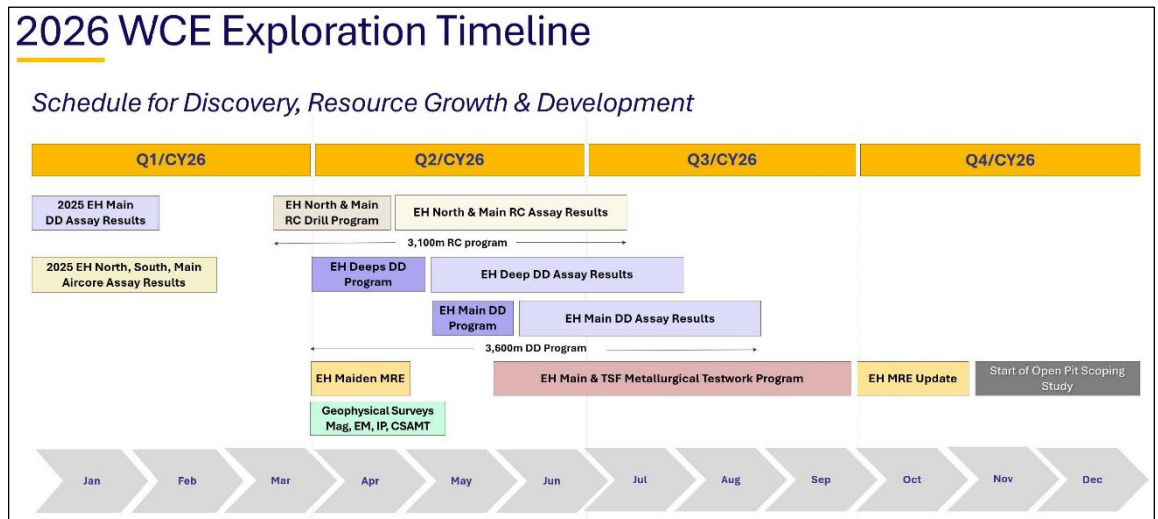 2026 WCE Exploration Timeline
Schedule for Discovery, Resource Growth & Development
Q1/CY26
Q2/CY26
Q3/CY26
Q4/CY26
2025 EH Main
DD Assay Results
EH North & Main
RC Drill Program
EH North & Main RC Assay Results
3,100m RC program
2025 EH North, South, Main
Aircore Assay Results
EH Deeps DD
Program
EH Deep DD Assay Results
EH Main DD
Program
EH Main DD Assay Results
3,600m DD Program
EH Maiden MRE
EH Main & TSF Metallurgical Testwork Program
EH MRE Update
Start of Open Pit Scoping
Study
Geophysical Surveys
Mag, EM, IP, CSAMT
Jan
Feb
Mar
Apr
May
Jun
Jul
Aug
Sep
Oct
Nov
Dec